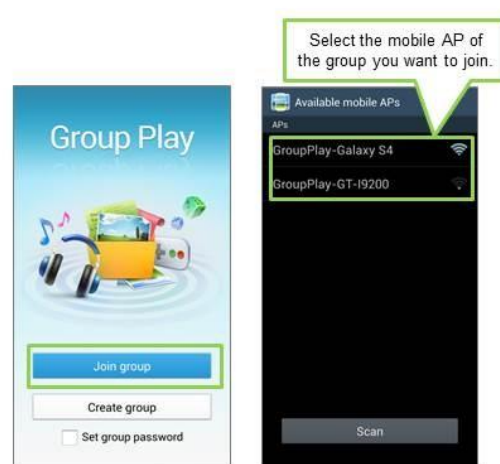 Select the mobile AP of
the group you want to join.
Group Play
Join group
Create group
Set group password
Available mobile APs
APs
GroupPlay-Galaxy S4
GroupPlay-GT-I9200
Scan